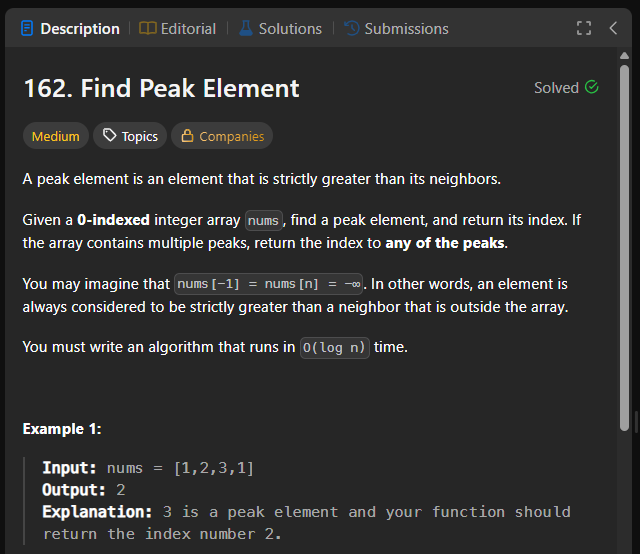 Description
Editorial
Solutions
Submissions
162. Find Peak Element
Solved
Medium
Topics
Companies
A peak element is an element that is strictly greater than its neighbors.
Given a 0-indexed integer array nums, find a peak element, and return its index. If
the array contains multiple peaks, return the index to any of the peaks.
You may imagine that nums[-1] = nums[n] = -∞. In other words, an element is
always considered to be strictly greater than a neighbor that is outside the array.
You must write an algorithm that runs in O(log n) time.
Example 1:
Input: nums = [1,2,3,1]
Output: 2
Explanation: 3 is a peak element and your function should
return the index number 2.